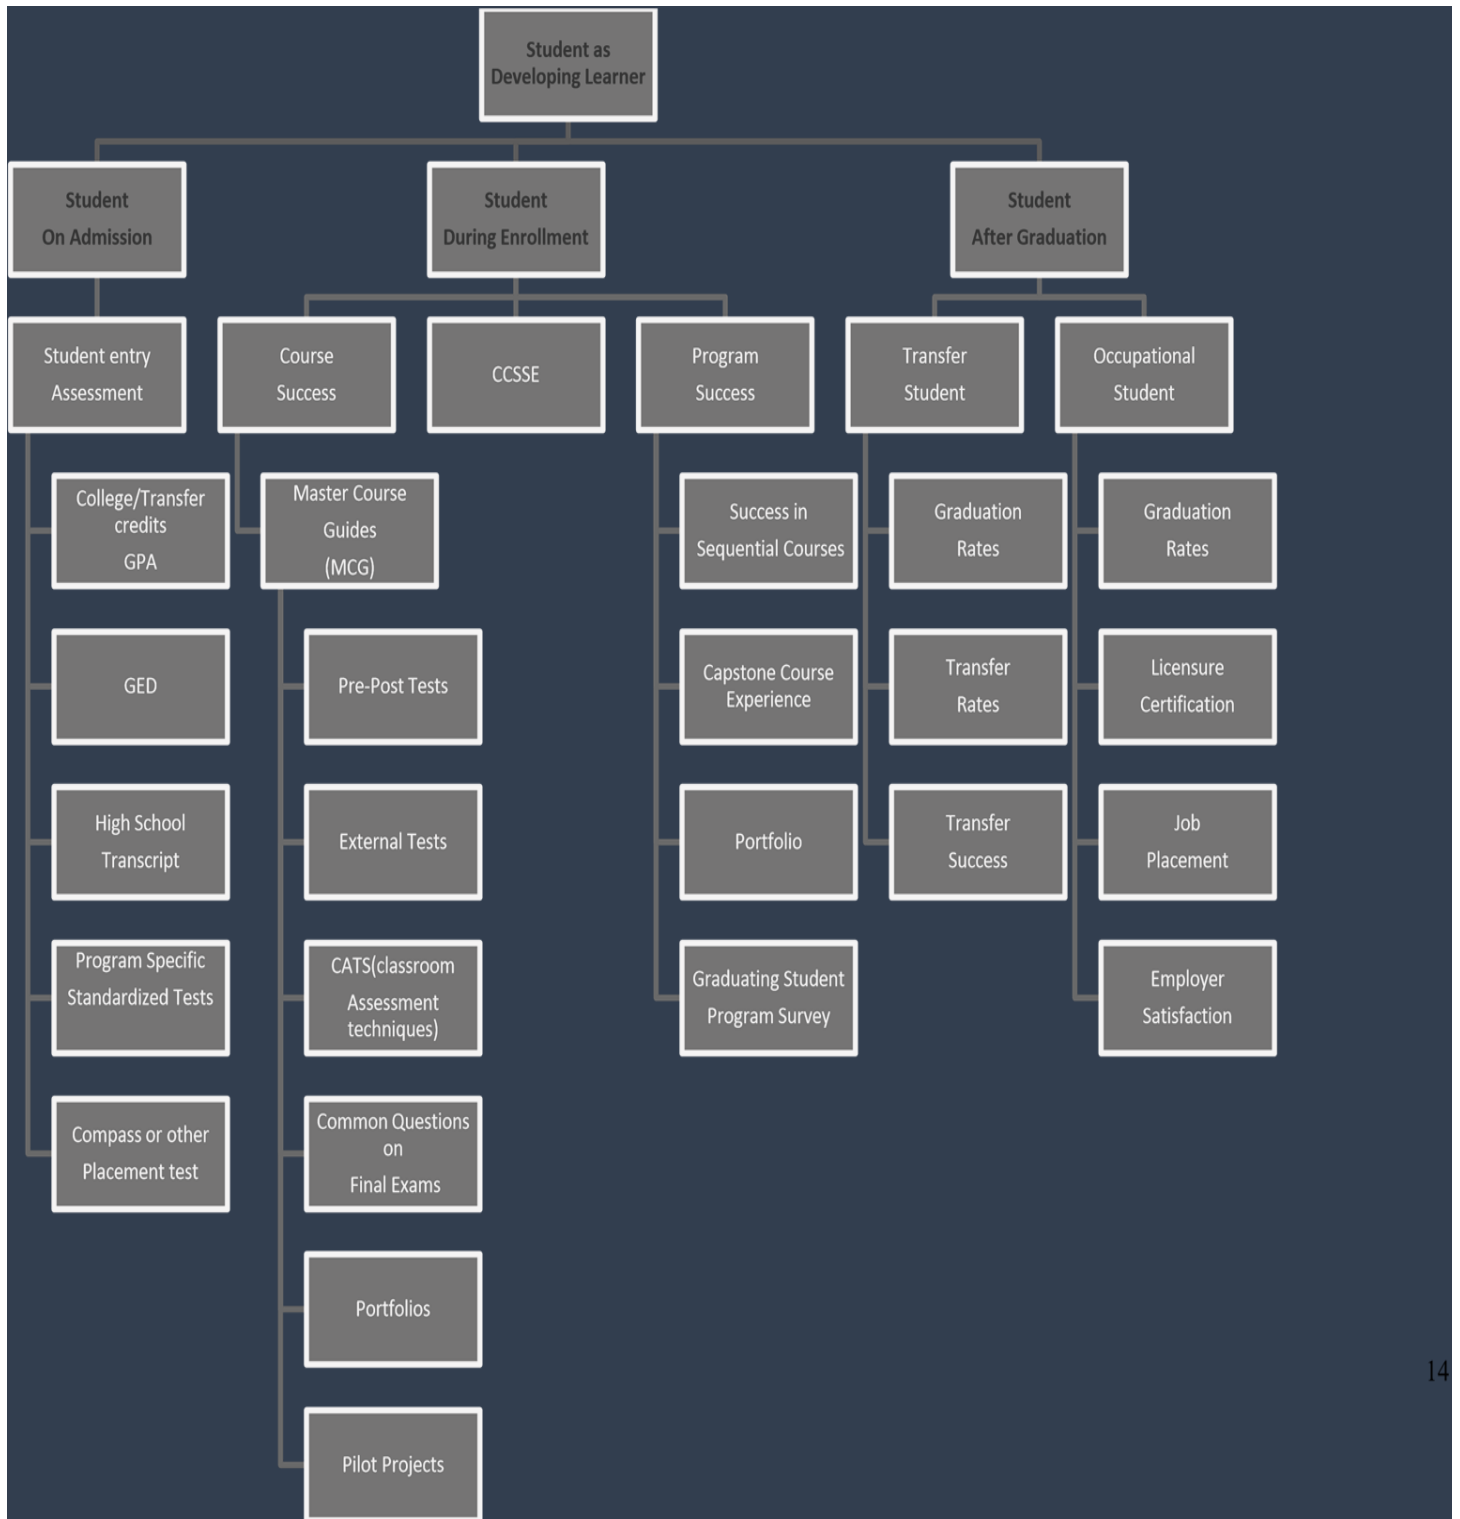 Student as
Developing Learner
Student
On Admission
Student
During Enrollment
Student
After Graduation
Student entry
Assessment
Course
Success
CCSSE
Program
Success
Transfer
Student
Occupational
Student
College/Transfer
credits
GPA
Master Course
Guides
(MCG)
Success in
Sequential Courses
Graduation
Rates
Graduation
Rates
GED
Pre-Post Tests
Capstone Course
Experience
Transfer
Rates
Licensure
Certification
High School
Transcript
External Tests
Portfolio
Transfer
Success
Job
Placement
Program Specific
Standardized Tests
CATS(classroom
Assessment
techniques)
Graduating Student
Program Survey
Employer
Satisfaction
Compass or other
Placement test
Common Questions
on
Final Exams
Portfolios
14
Pilot Projects